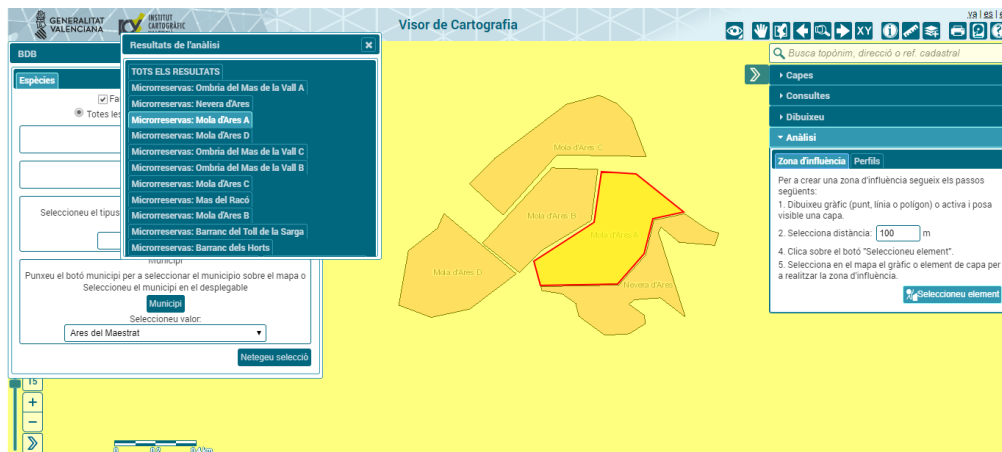 GENERALITAT
VALENCIANA
INSTITUT
CARTOGRÀFIC
Visor de Cartografia
va | es |
XY
BDB
Espècies
Fa
Totes les
Seleccioneu el tipus
Municipi
Punxeu el botó municipi per a seleccionar el municipio sobre el mapa o
Seleccioneu el municipi en el desplegable
Municipi
Seleccioneu valor:
Ares del Maestrat
Netegeu selecció
Resultats de l'anàlisi
TOTS ELS RESULTATS
Microrreservas: Ombria del Mas de la Vall A
Microrreservas: Nevera d'Ares
Microrreservas: Mola d'Ares A
Microrreservas: Mola d'Ares D
Microrreservas: Ombria del Mas de la Vall C
Microrreservas: Ombria del Mas de la Vall B
Microrreservas: Mola d'Ares C
Microrreservas: Mas del Racó
Microrreservas: Mola d'Ares B
Microrreservas: Barranc del Toll de la Sarga
Microrreservas: Barranc dels Horts
Mola d'Ares C
Mola d'Ares B
Mola d'Ares A
Mola d'Ares D
Nevera d'Ares
Busca topònim, direcció o ref. cadastral
Capes
Consultes
Dibuixeu
Anàlisi
Zona d'influència
Perfils
Per a crear una zona d'influència segueix els passos
següents:
1. Dibuixeu gràfic (punt, línia o polígon) o activa i posa
visible una capa.
2. Selecciona distància: 100 m
4. Clica sobre el botó "Seleccioneu element".
5. Selecciona en el mapa el gràfic o element de capa per
a realitzar la zona d'influència.
Seleccioneu element
15